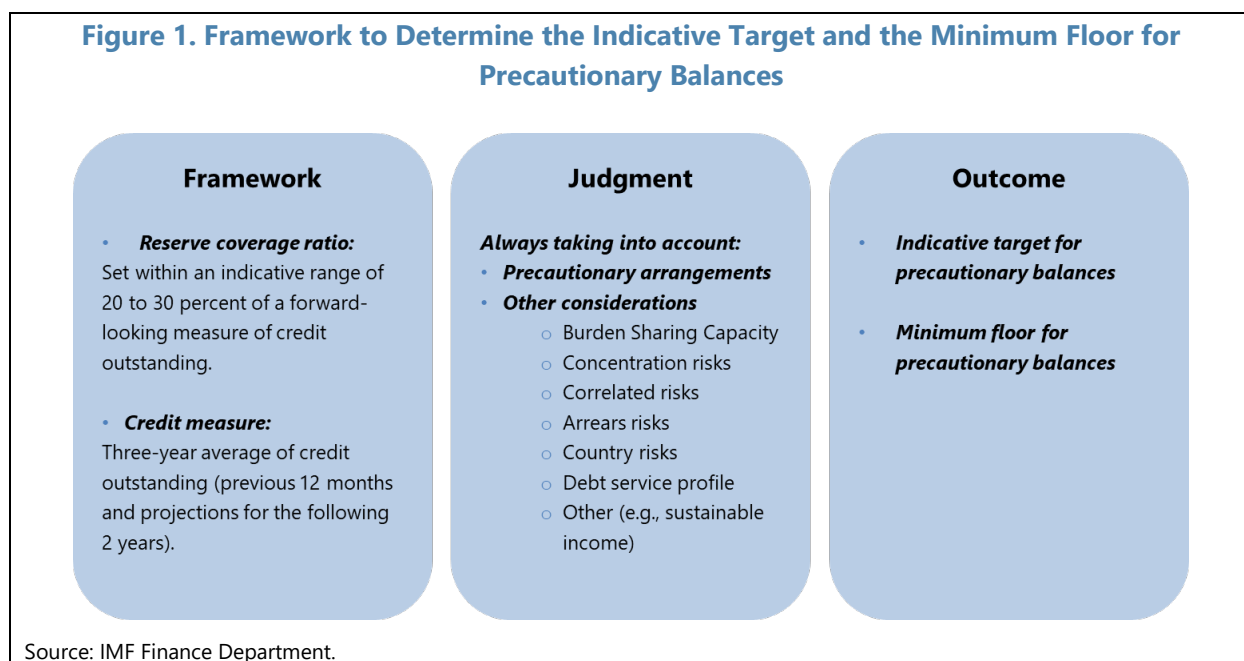 Figure 1. Framework to Determine the Indicative Target and the Minimum Floor for
Precautionary Balances
Framework
• Reserve coverage ratio:
Set within an indicative range of
20 to 30 percent of a forward-
looking measure of credit
outstanding.
• Credit measure:
Three-year average of credit
outstanding (previous 12 months
and projections for the following
2 years).
Judgment
Always taking into account:
• Precautionary arrangements
• Other considerations
o Burden Sharing Capacity
o Concentration risks
o Correlated risks
o Arrears risks
o Country risks
o Debt service profile
o Other (e.g., sustainable
income)
Outcome
• Indicative target for
precautionary balances
• Minimum floor for
precautionary balances
Source: IMF Finance Department.